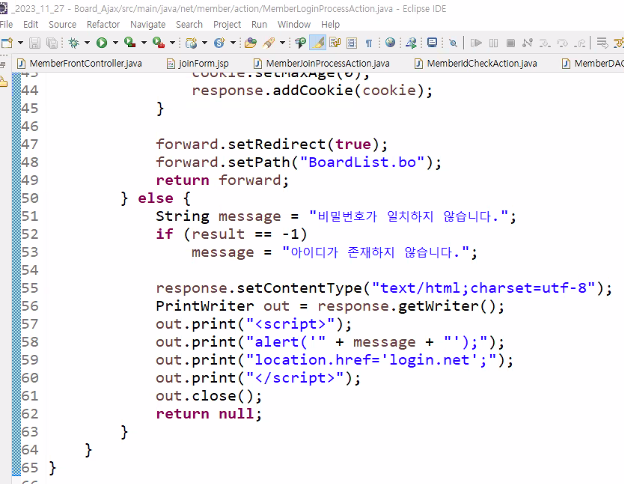 _2023_11_27 - Board_Ajax/src/main/java/net/member/action/MemberLoginProcessAction.java - Eclipse IDE
Edit Source Refactor Navigate Search Project Run Window Help
MemberFrontController.java joinForm.jsp MemberJoinProcessAction.java MemberIdCheckAction.java MemberDAO
43 cookie.setMaxAge(0);
44 response.addCookie(cookie);
45 }
46
47 forward.setRedirect(true);
48 forward.setPath("BoardList.bo");
49 return forward;
50 } else {
51 String message = "비밀번호가 일치하지 않습니다.";
52 if (result == -1)
53 message = "아이디가 존재하지 않습니다.";
54
55 response.setContentType("text/html;charset=utf-8");
56 PrintWriter out = response.getWriter();
57 out.print("<script>");
58 out.print("alert('" + message + "');");
59 out.print("location.href='login.net';");
60 out.print("</script>");
61 out.close();
62 return null;
63 }
64 }
65 }
66